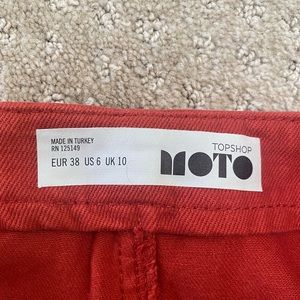 MADE IN TURKEY
RN 125149
EUR 38 US 6 UK 10
TOPSHOP
MOTO